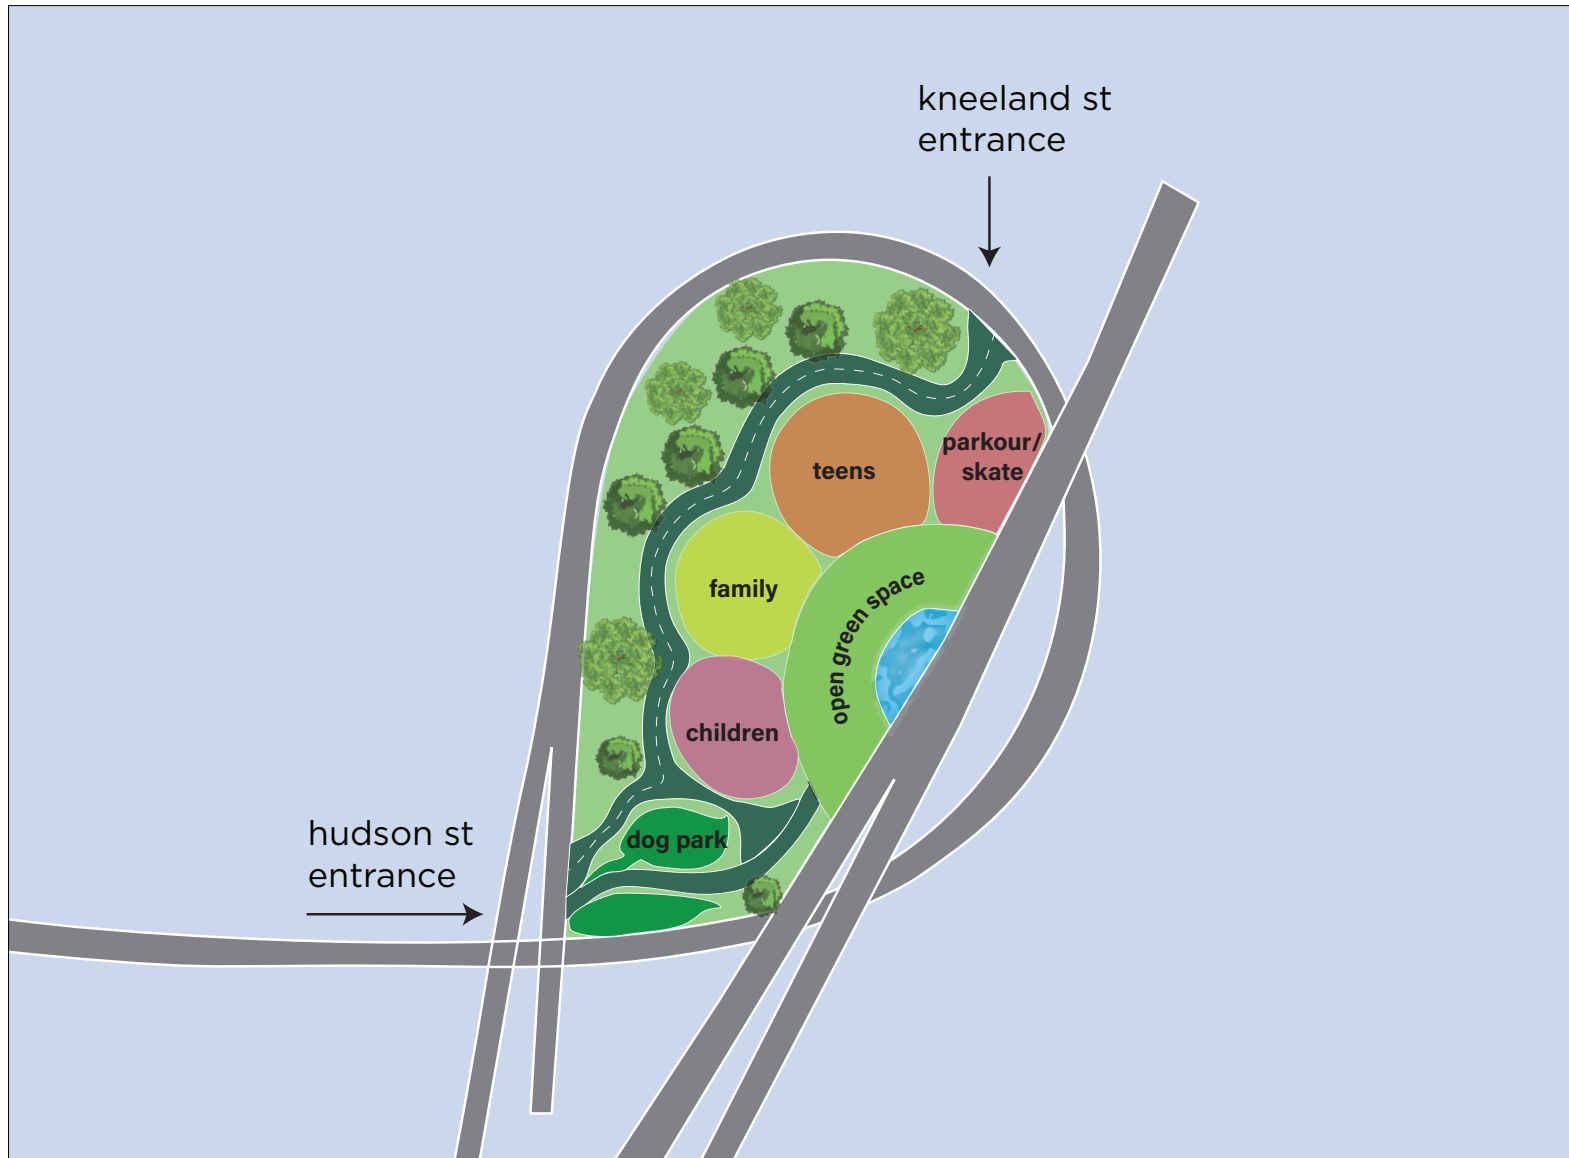 kneeland st
entrance
parkour/
skate
teens
open green space
family
children
dog park
hudson st
entrance